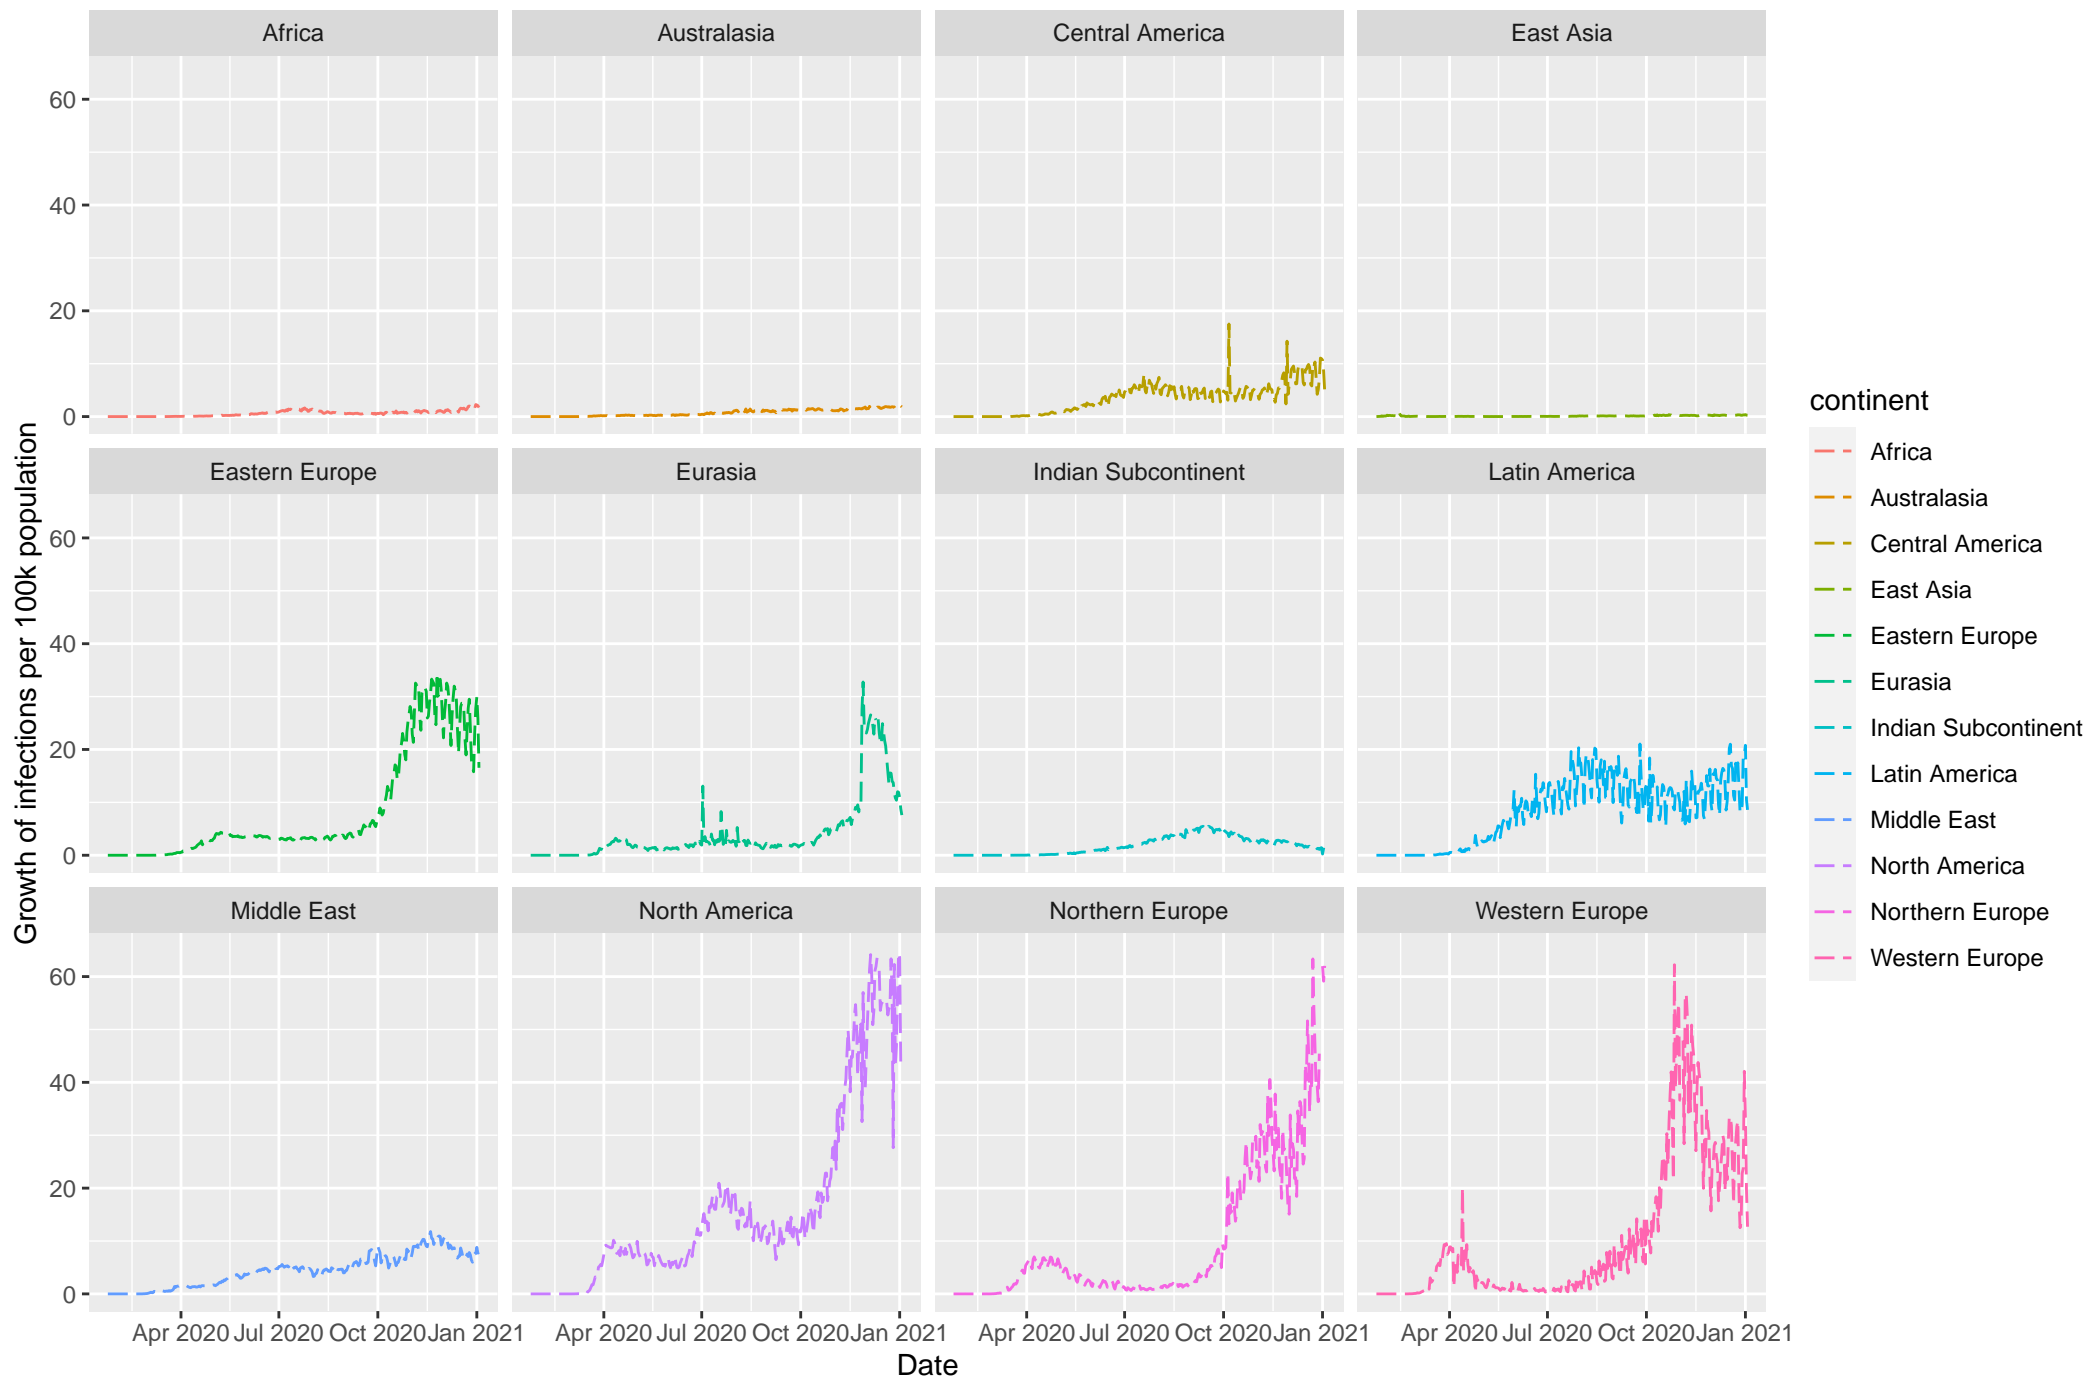 Africa
Australasia
Central America
East Asia
60
40
20
0
Eastern Europe
Eurasia
Indian Subcontinent
Latin America
60
40
20
0
Middle East
North America
Northern Europe
Western Europe
60
40
20
0
Apr 2020 Jul 2020 Oct 2020 Jan 2021
Apr 2020 Jul 2020 Oct 2020 Jan 2021
Apr 2020 Jul 2020 Oct 2020 Jan 2021
Apr 2020 Jul 2020 Oct 2020 Jan 2021
Date
Growth of infections per 100k population
continent
Africa
Australasia
Central America
East Asia
Eastern Europe
Eurasia
Indian Subcontinent
Latin America
Middle East
North America
Northern Europe
Western Europe